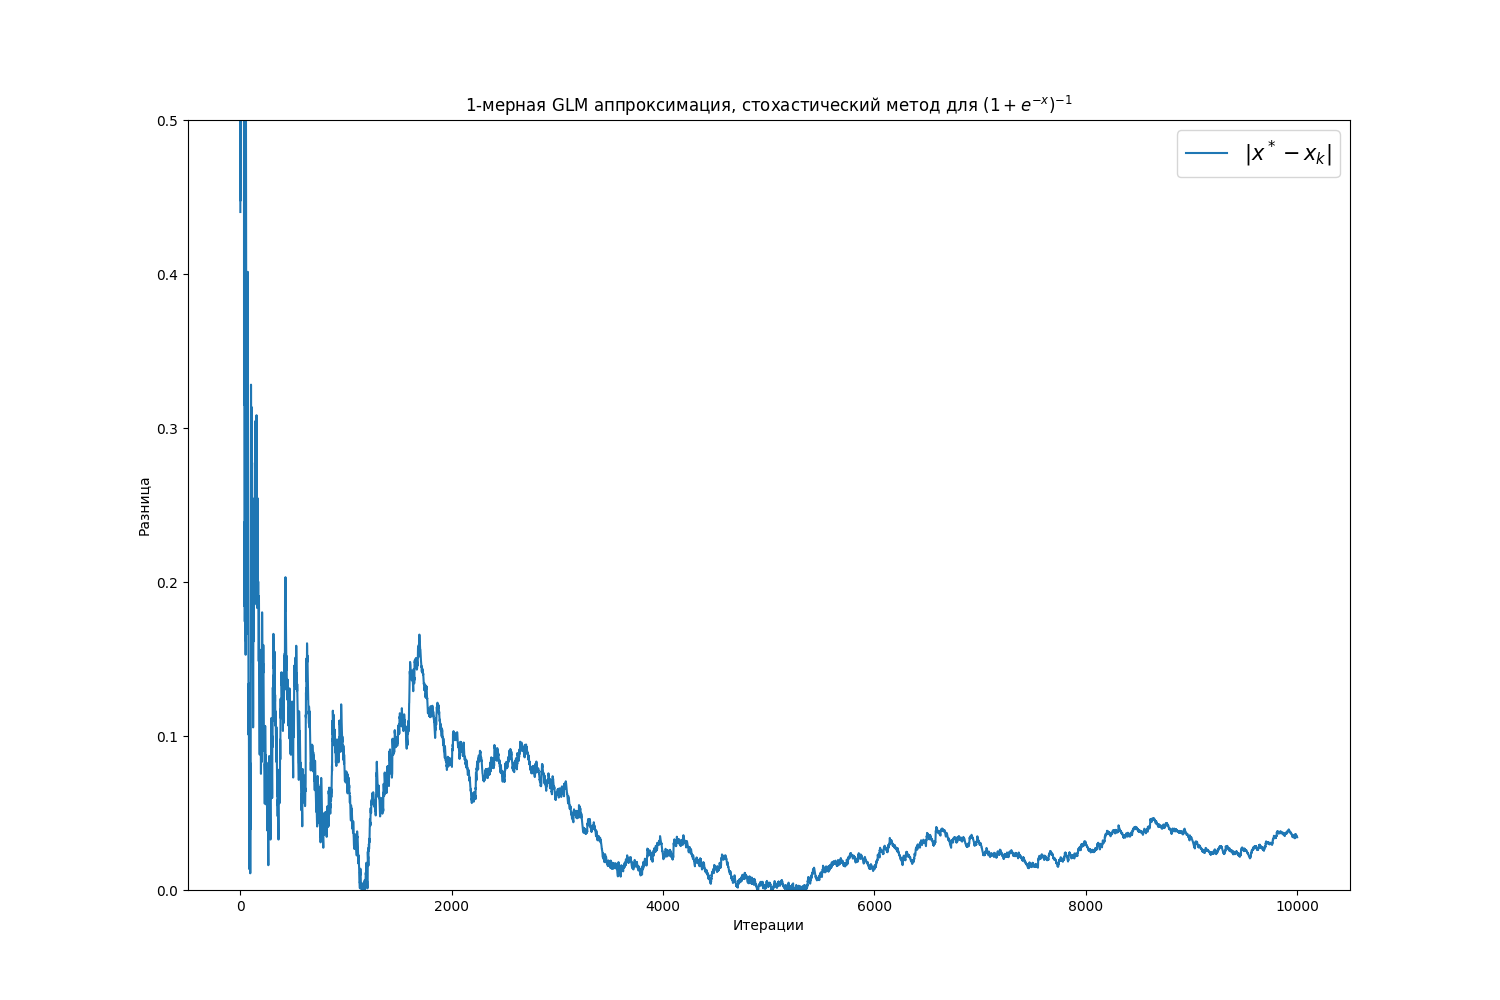 1-мерная GLM аппроксимация, стохастический метод для $(1 + e^{-x})^{-1}$
|x* − x_k|
Разница
0.5
0.4
0.3
0.2
0.1
0.0
0 2000 4000 6000 8000 10000
Итерации